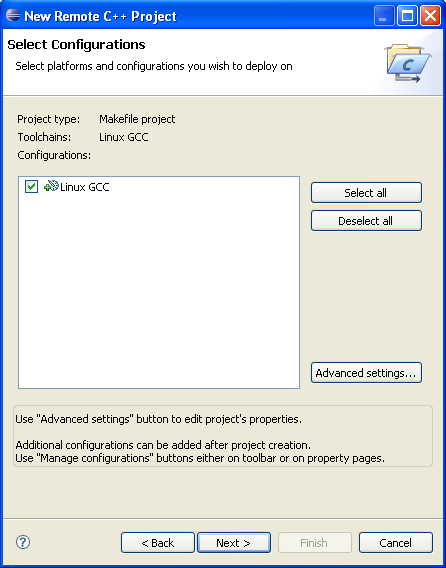 New Remote C++ Project
Select Configurations
Select platforms and configurations you wish to deploy on
C
Project type: Makefile project
Toolchains: Linux GCC
Configurations:
Linux GCC
Select all
Deselect all
Advanced settings...
Use "Advanced settings" button to edit project's properties.
Additional configurations can be added after project creation.
Use "Manage configurations" buttons either on toolbar or on property pages.
? < Back Next > Finish Cancel